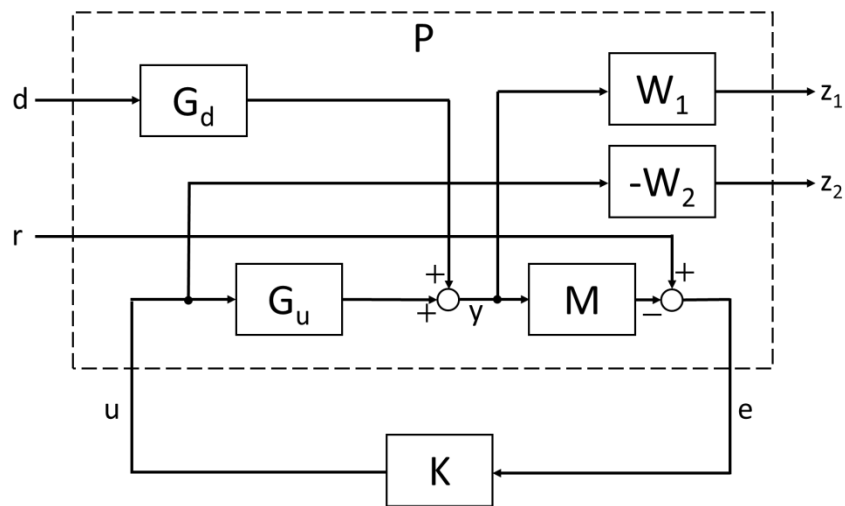 P
d
G_d
W_1
z_1
-W_2
z_2
r
+
+
G_u
+
y
M
−
+
u
e
K